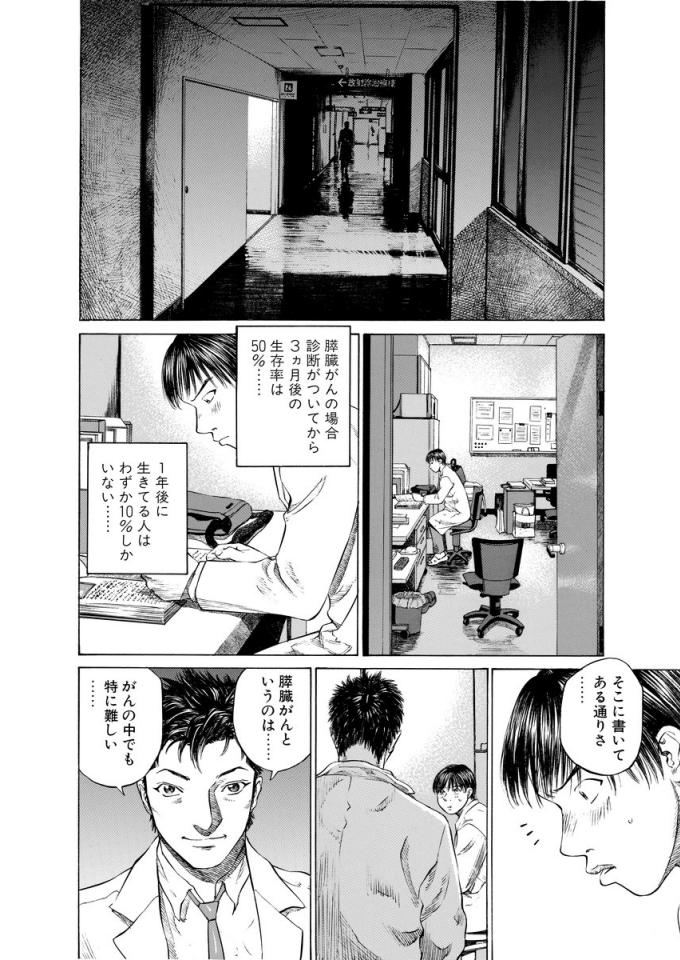 ←放射線治療棟
膵臓がんの場合
診断がついてから
3ヵ月後の
生存率は
50%……
1年後に
生きてる人は
わずか10%しか
いない……
そこに書いて
ある通りさ
……
膵臓がんと
いうのは……
がんの中でも
特に難しい
……